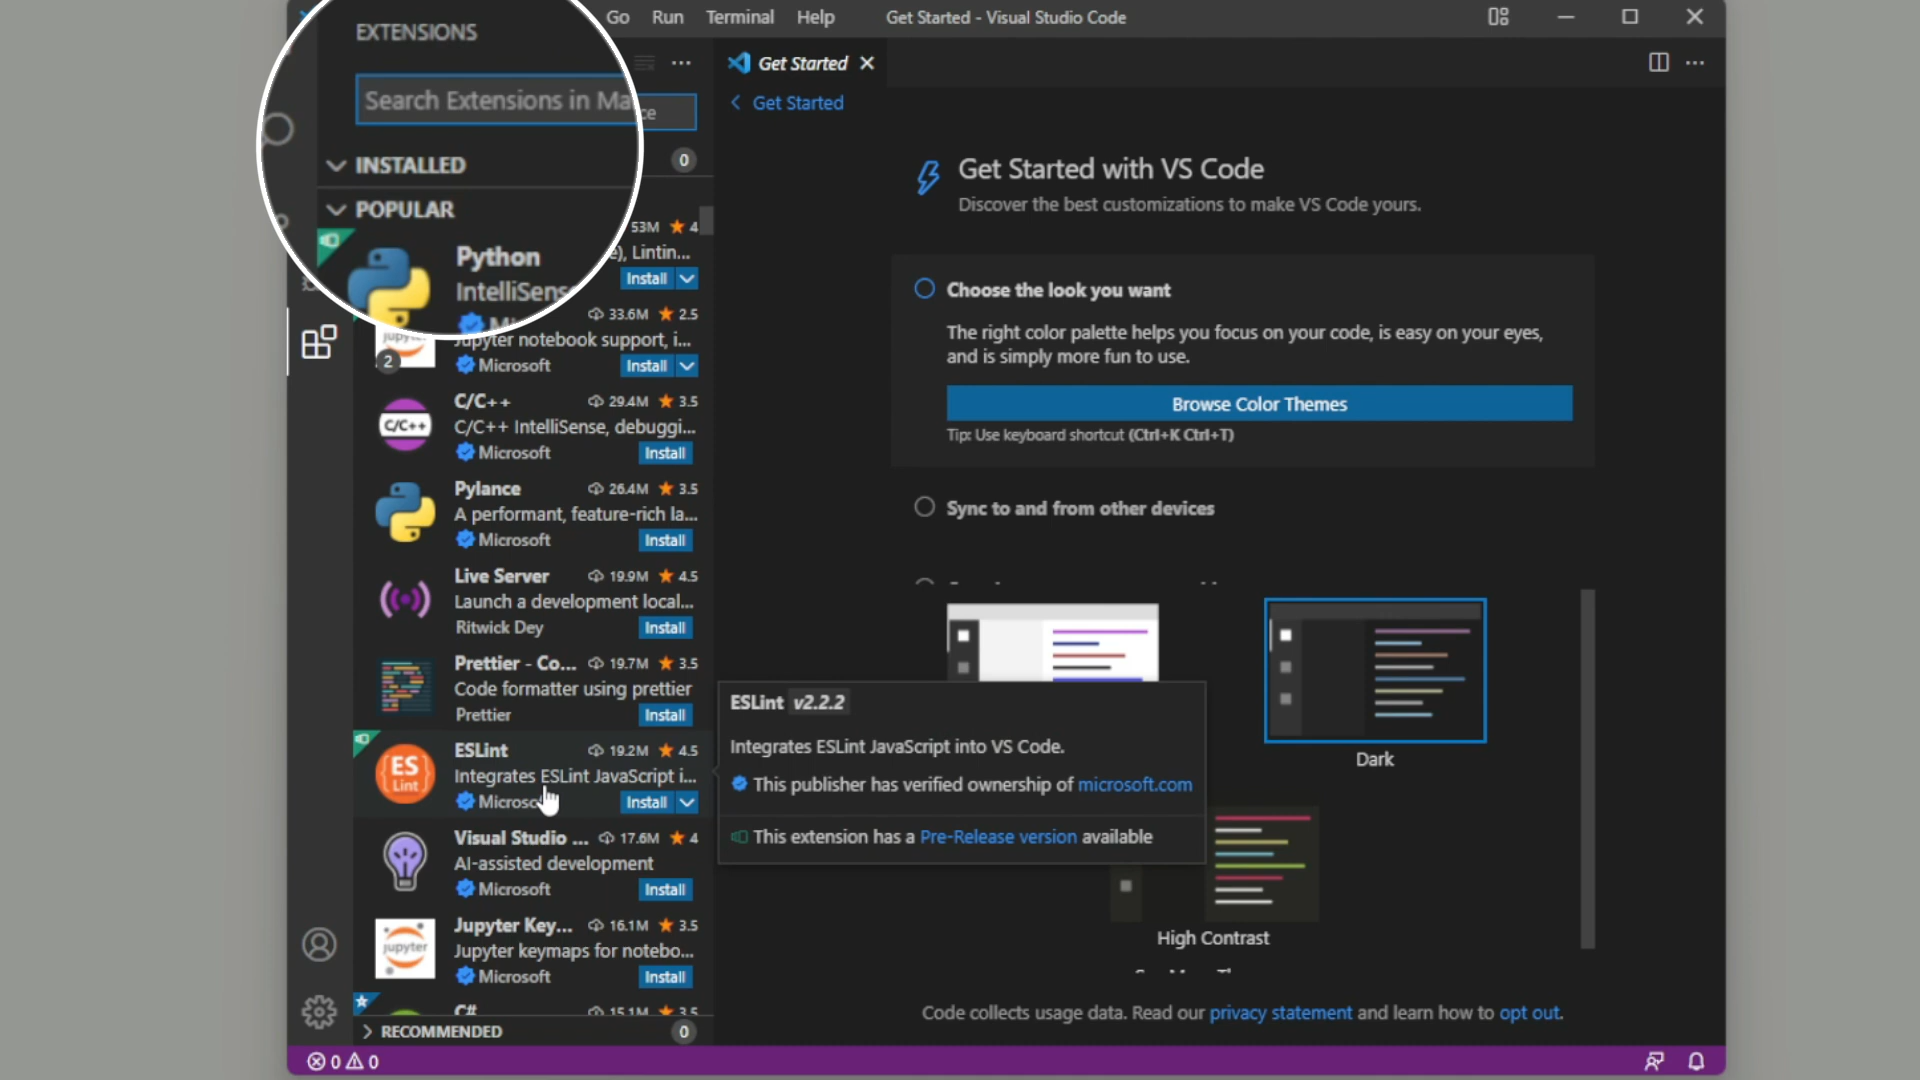 Go Run Terminal Help
Get Started - Visual Studio Code
EXTENSIONS
Search Extensions in Ma
ce
INSTALLED
0
POPULAR
Get Started
Get Started
Python
53M 4
IntelliSense
), Lintin...
Install
33.6M 2.5
Jupyter notebook support, i...
2
Microsoft
Install
C/C++
C/C++ 29.4M 3.5
C/C++ IntelliSense, debuggi...
Microsoft
Install
Pylance 26.4M 3.5
A performant, feature-rich la...
Microsoft
Install
Live Server 19.9M 4.5
Launch a development local...
Ritwick Dey
Install
Prettier - Co... 19.7M 3.5
Code formatter using prettier
Prettier
Install
ES
Lint
ESLint 19.2M 4.5
Integrates ESLint JavaScript i...
Install
Visual Studio ... 17.6M 4
AI-assisted development
Microsoft
Install
jupyter
Jupyter Key... 16.1M 3.5
Jupyter keymaps for notebo...
Microsoft
Install
C# 15.1M 3.5
RECOMMENDED
0
0 0
Get Started with VS Code
Discover the best customizations to make VS Code yours.
Choose the look you want
The right color palette helps you focus on your code, is easy on your eyes,
and is simply more fun to use.
Browse Color Themes
Tip: Use keyboard shortcut (Ctrl+K Ctrl+T)
Sync to and from other devices
Dark
ESLint v2.2.2
Integrates ESLint JavaScript into VS Code.
This publisher has verified ownership of microsoft.com
This extension has a Pre-Release version available
High Contrast
Code collects usage data. Read our privacy statement and learn how to opt out.